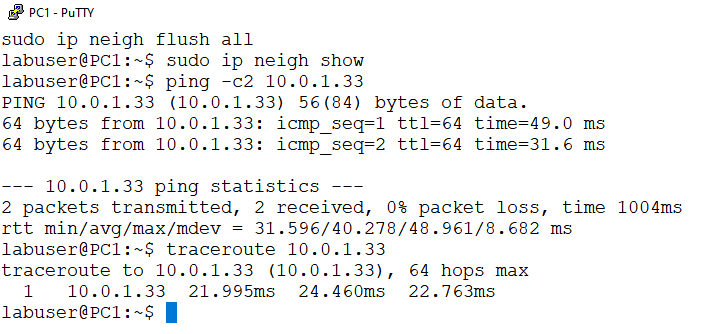 PC1 - PuTTY
sudo ip neigh flush all
labuser@PC1:~$ sudo ip neigh show
labuser@PC1:~$ ping -c2 10.0.1.33
PING 10.0.1.33 (10.0.1.33) 56(84) bytes of data.
64 bytes from 10.0.1.33: icmp_seq=1 ttl=64 time=49.0 ms
64 bytes from 10.0.1.33: icmp_seq=2 ttl=64 time=31.6 ms
--- 10.0.1.33 ping statistics ---
2 packets transmitted, 2 received, 0% packet loss, time 1004ms
rtt min/avg/max/mdev = 31.596/40.278/48.961/8.682 ms
labuser@PC1:~$ traceroute 10.0.1.33
traceroute to 10.0.1.33 (10.0.1.33), 64 hops max
1 10.0.1.33 21.995ms 24.460ms 22.763ms
labuser@PC1:~$